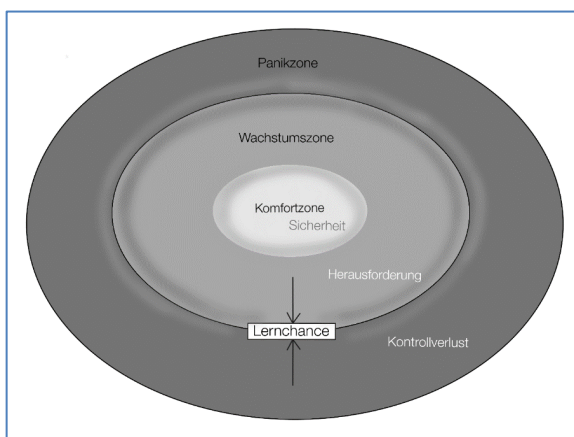 Panikzone
Wachstumszone
Komfortzone
Sicherheit
Herausforderung
Lernchance
Kontrollverlust